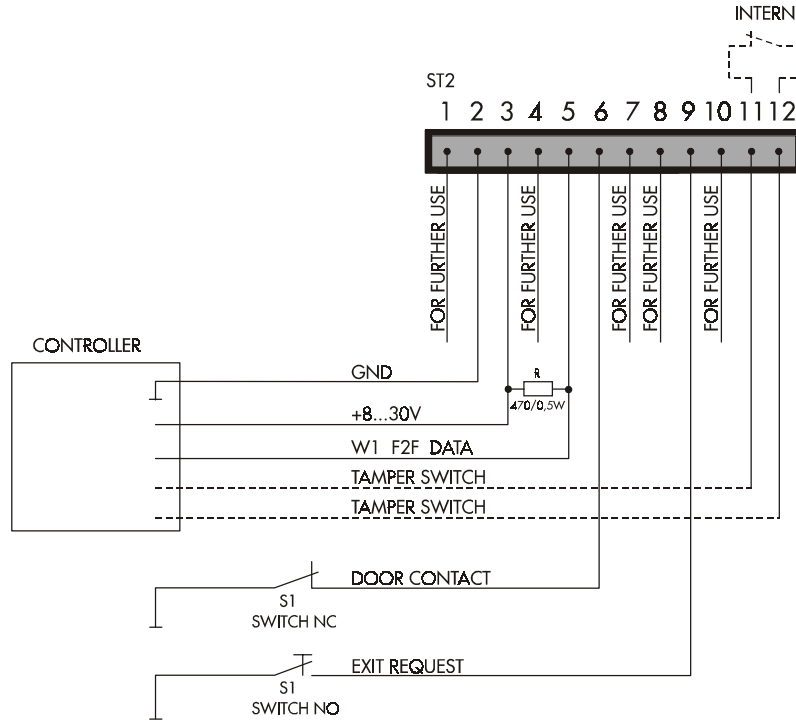 INTERN
ST2
1 2 3 4 5 6 7 8 9 10 11 12
FOR FURTHER USE
FOR FURTHER USE
FOR FURTHER USE
FOR FURTHER USE
FOR FURTHER USE
CONTROLLER
GND
R
470/0,5W
+8...30V
W1 F2F DATA
TAMPER SWITCH
TAMPER SWITCH
DOOR CONTACT
S1
SWITCH NC
EXIT REQUEST
S1
SWITCH NO